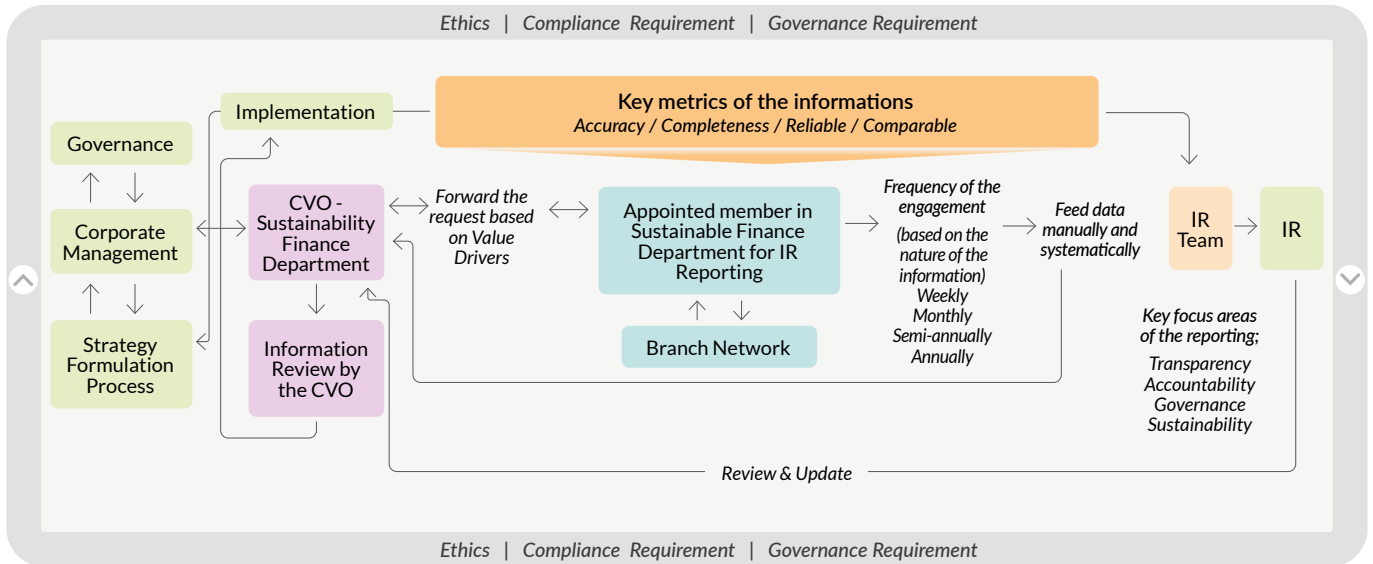 Ethics | Compliance Requirement | Governance Requirement
Key metrics of the informations
Accuracy / Completeness / Reliable / Comparable
Implementation
Governance
Corporate
Management
Strategy
Formulation
Process
CVO -
Sustainability
Finance
Department
Information
Review by
the CVO
Forward the
request based
on Value
Drivers
Appointed member in
Sustainable Finance
Department for IR
Reporting
Branch Network
Frequency of the
engagement
(based on the
nature of the
information)
Weekly
Monthly
Semi-annually
Annually
Feed data
manually and
systematically
IR
Team
IR
Key focus areas
of the reporting;
Transparency
Accountability
Governance
Sustainability
Review & Update
Ethics | Compliance Requirement | Governance Requirement